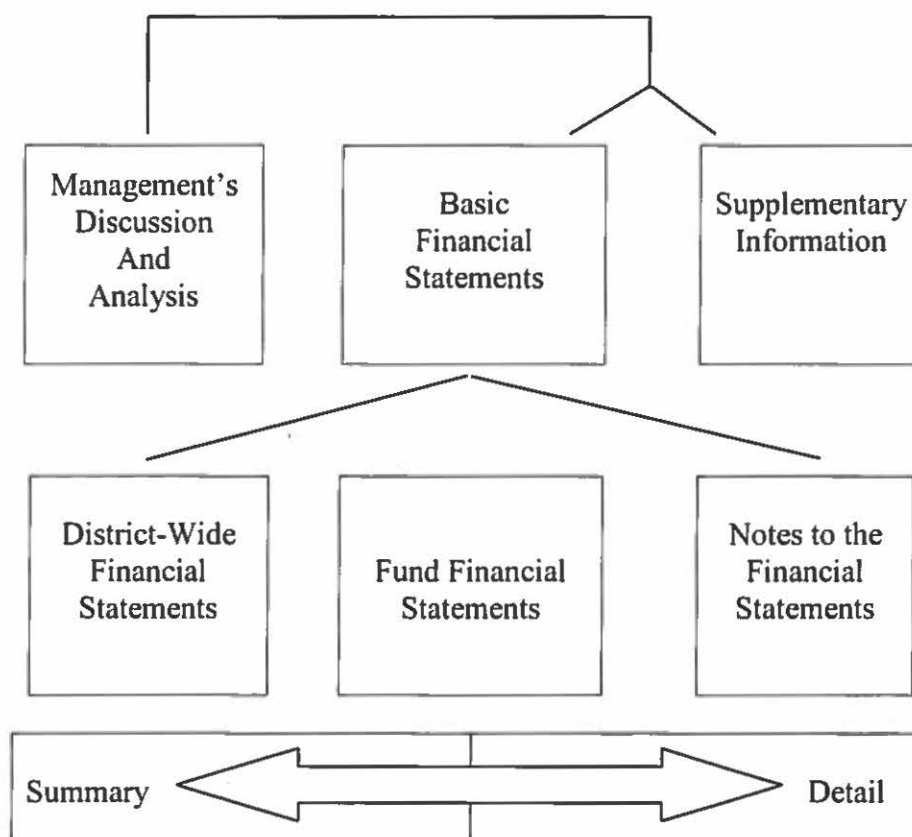 Management's
Discussion
And
Analysis
Basic
Financial
Statements
Supplementary
Information
District-Wide
Financial
Statements
Fund Financial
Statements
Notes to the
Financial
Statements
Summary
Detail